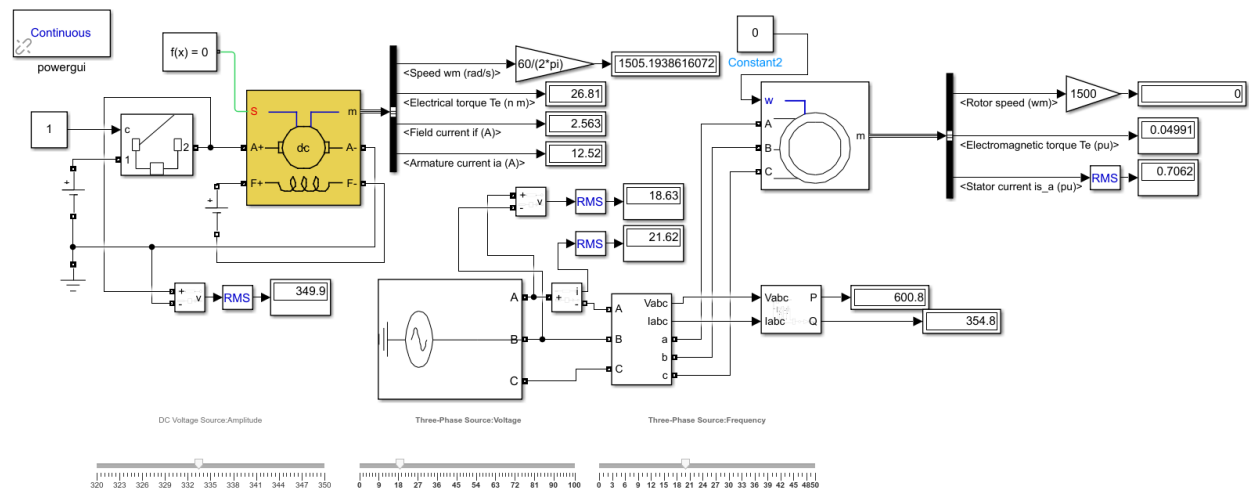 Continuous
powergui
f(x) = 0
S
m
A+
dc
A-
F+
F-
1
c
1
2
+
+
<Speed wm (rad/s)>
60/(2*pi)
1505.1938616072
<Electrical torque Te (n m)>
26.81
<Field current if (A)>
2.563
<Armature current ia (A)>
12.52
0
Constant2
w
A
B
C
m
<Rotor speed (wm)>
1500
0
<Electromagnetic torque Te (pu)>
0.04991
<Stator current is_a (pu)>
RMS
0.7062
+
-
v
RMS
18.63
RMS
21.62
+
-
v
RMS
349.9
A
B
C
+
i
-
A
B
C
Vabc
Iabc
a
b
c
Vabc
Iabc
P
Q
600.8
354.8
DC Voltage Source:Amplitude
Three-Phase Source:Voltage
Three-Phase Source:Frequency
320 323 326 329 332 335 338 341 344 347 350
0 9 18 27 36 45 54 63 72 81 100
0 3 6 9 12 15 18 21 24 27 30 33 36 39 42 45 4850